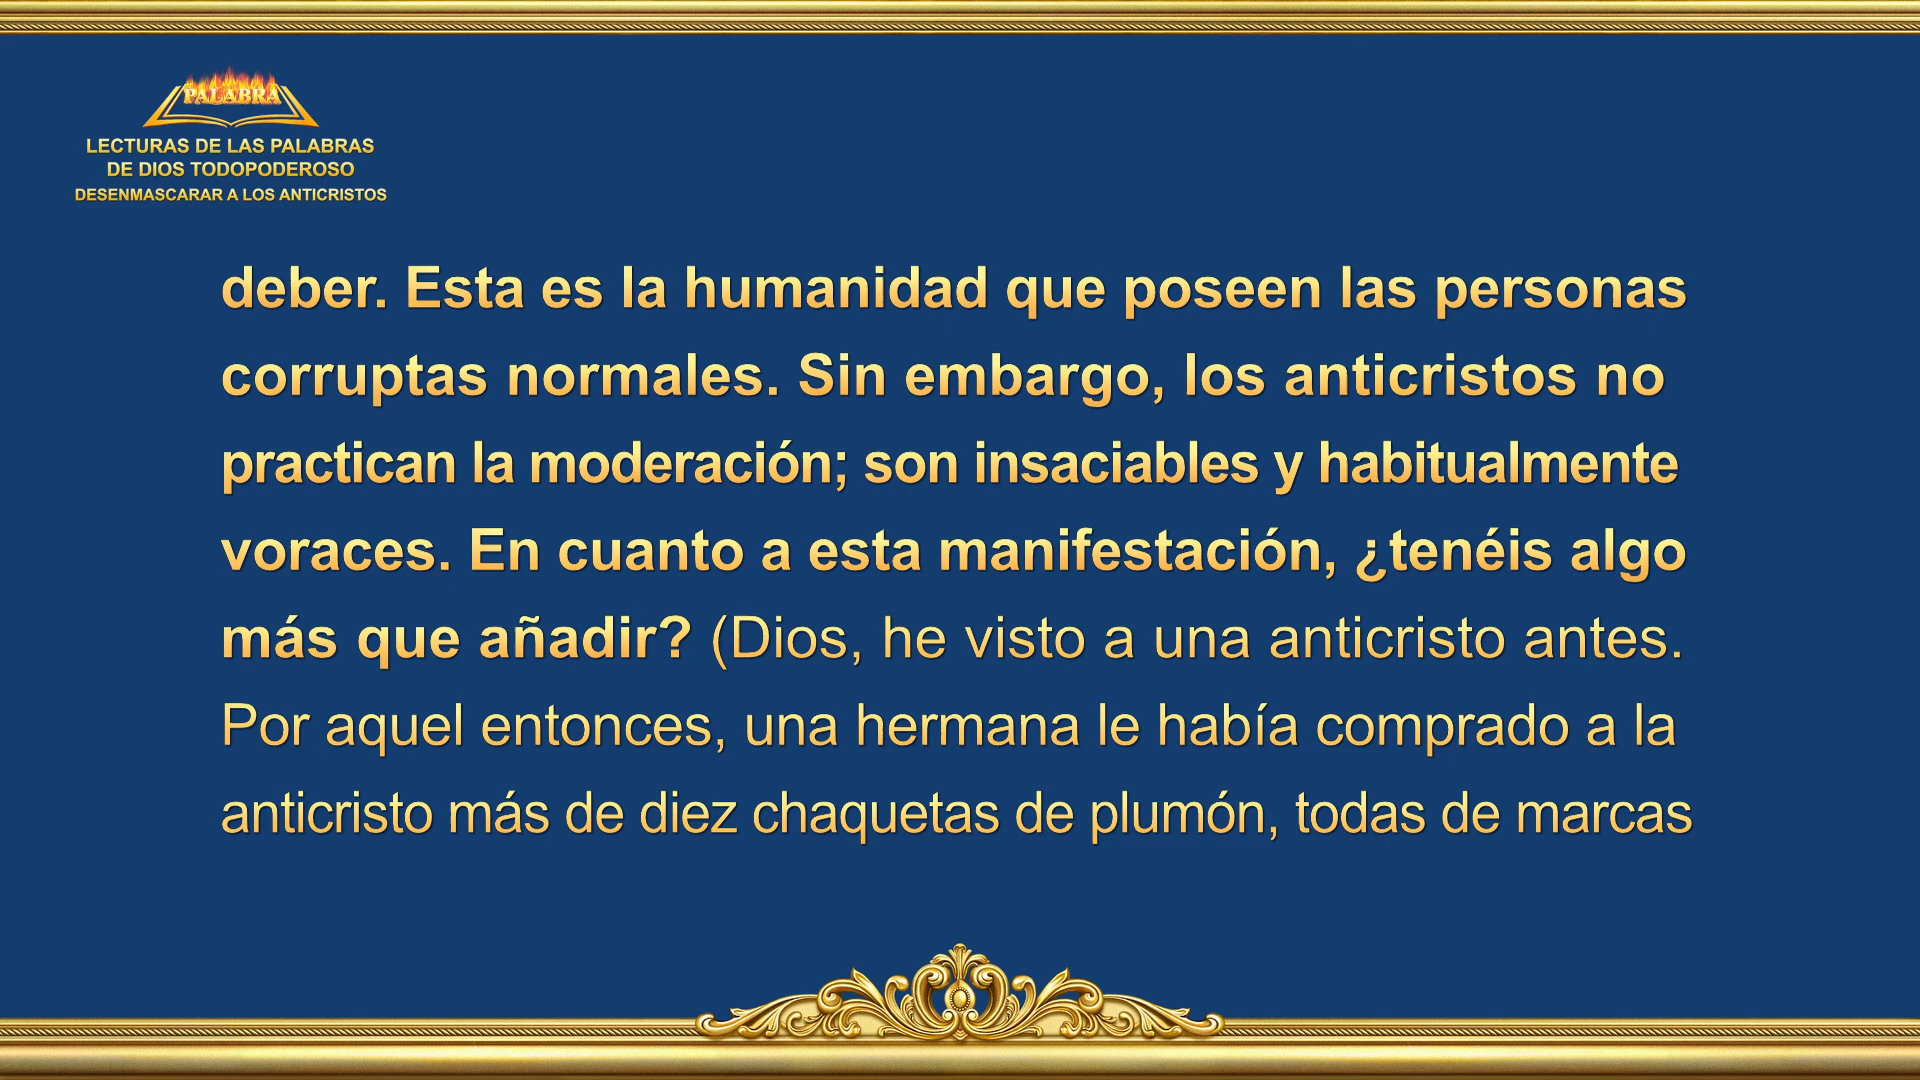 PALABRA
LECTURAS DE LAS PALABRAS
DE DIOS TODOPODEROSO
DESENMASCARAR A LOS ANTICRISTOS
deber. Esta es la humanidad que poseen las personas
corruptas normales. Sin embargo, los anticristos no
practican la moderación; son insaciables y habitualmente
voraces. En cuanto a esta manifestación, ¿tenéis algo
más que añadir? (Dios, he visto a una anticristo antes.
Por aquel entonces, una hermana le había comprado a la
anticristo más de diez chaquetas de plumón, todas de marcas